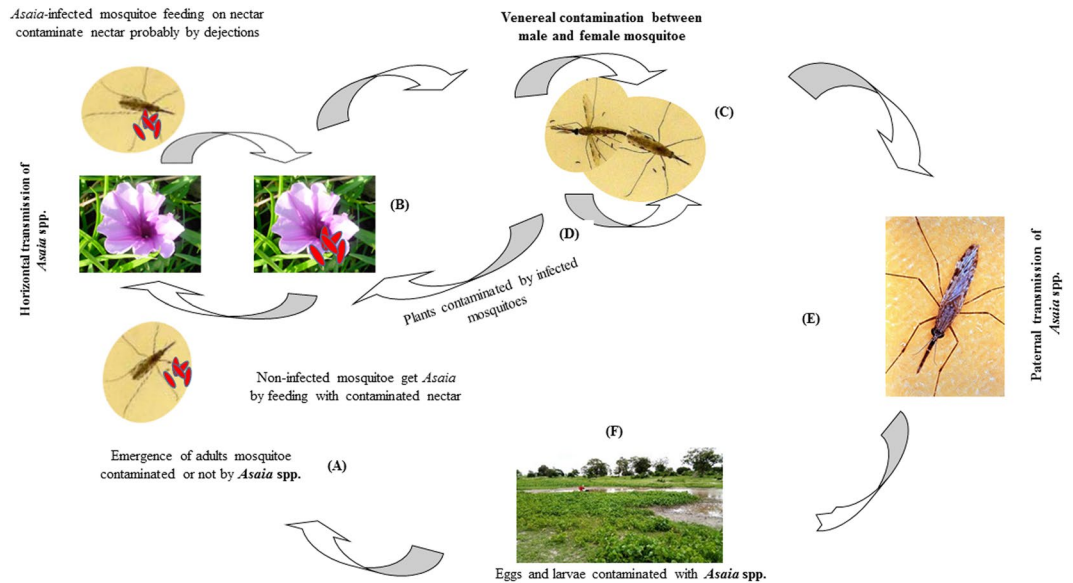 Asaia-infected mosquitoe feeding on nectar
contaminate nectar probably by dejections
Venereal contamination between
male and female mosquitoe
(C)
Horizontal transmission of
Asaia spp.
(B)
(D)
Plants contaminated by infected
mosquitoes
(E)
Paternal transmission of
Asaia spp.
Non-infected mosquitoe get Asaia
by feeding with contaminated nectar
(F)
Emergence of adults mosquitoe
contaminated or not by Asaia spp.
(A)
Eggs and larvae contaminated with Asaia spp.